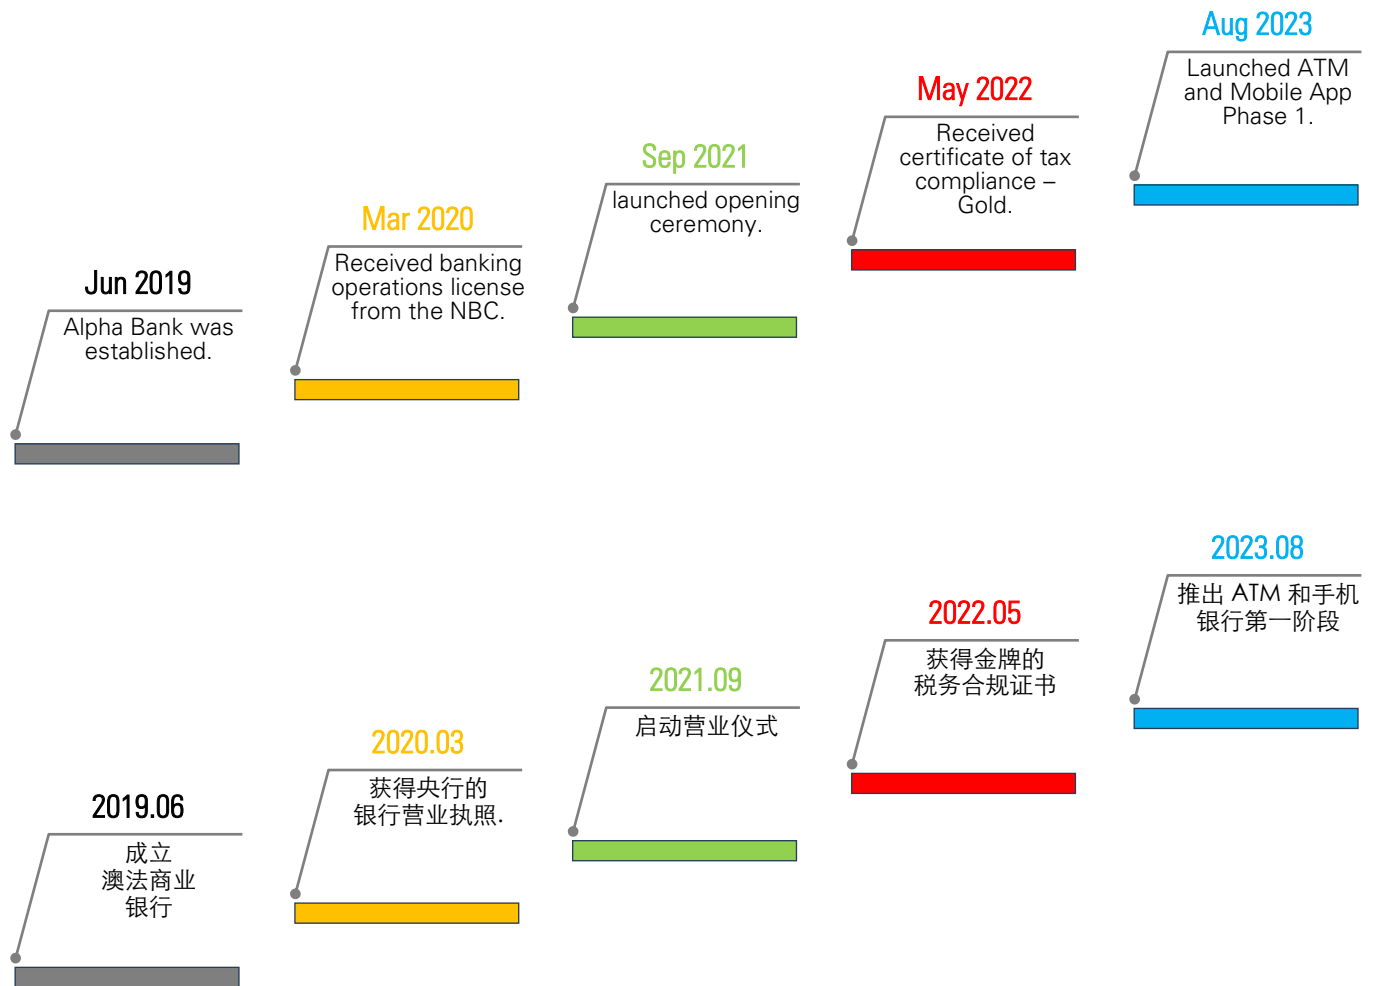 Jun 2019
Alpha Bank was
established.
Mar 2020
Received banking
operations license
from the NBC.
Sep 2021
launched opening
ceremony.
May 2022
Received
certificate of tax
compliance –
Gold.
Aug 2023
Launched ATM
and Mobile App
Phase 1.
2019.06
成立
澳法商业
银行
2020.03
获得央行的
银行营业执照.
2021.09
启动营业仪式
2022.05
获得金牌的
税务合规证书
2023.08
推出 ATM 和手机
银行第一阶段